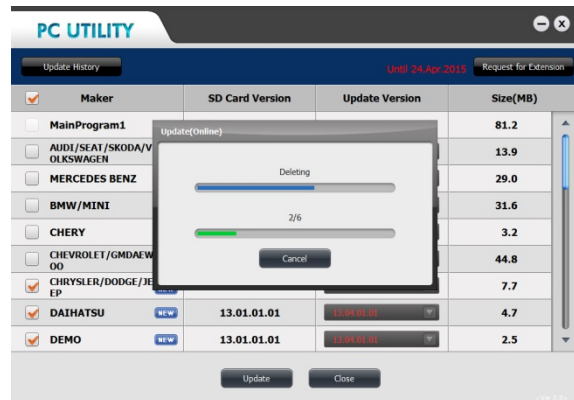 PC UTILITY
Update History
Until 24.Apr.2015
Request for Extension
Maker
SD Card Version
Update Version
Size(MB)
MainProgram1
81.2
Update(Online)
Deleting
2/6
Cancel
AUDI/SEAT/SKODA/V
OLKSWAGEN
13.9
MERCEDES BENZ
29.0
BMW/MINI
31.6
CHERY
3.2
CHEVROLET/GMDAEW
OO
44.8
CHRYSLER/DODGE/JE
EP
7.7
DAIHATSU
NEW
13.01.01.01
13.04.01.01
4.7
DEMO
NEW
13.01.01.01
13.04.01.01
2.5
Update
Close